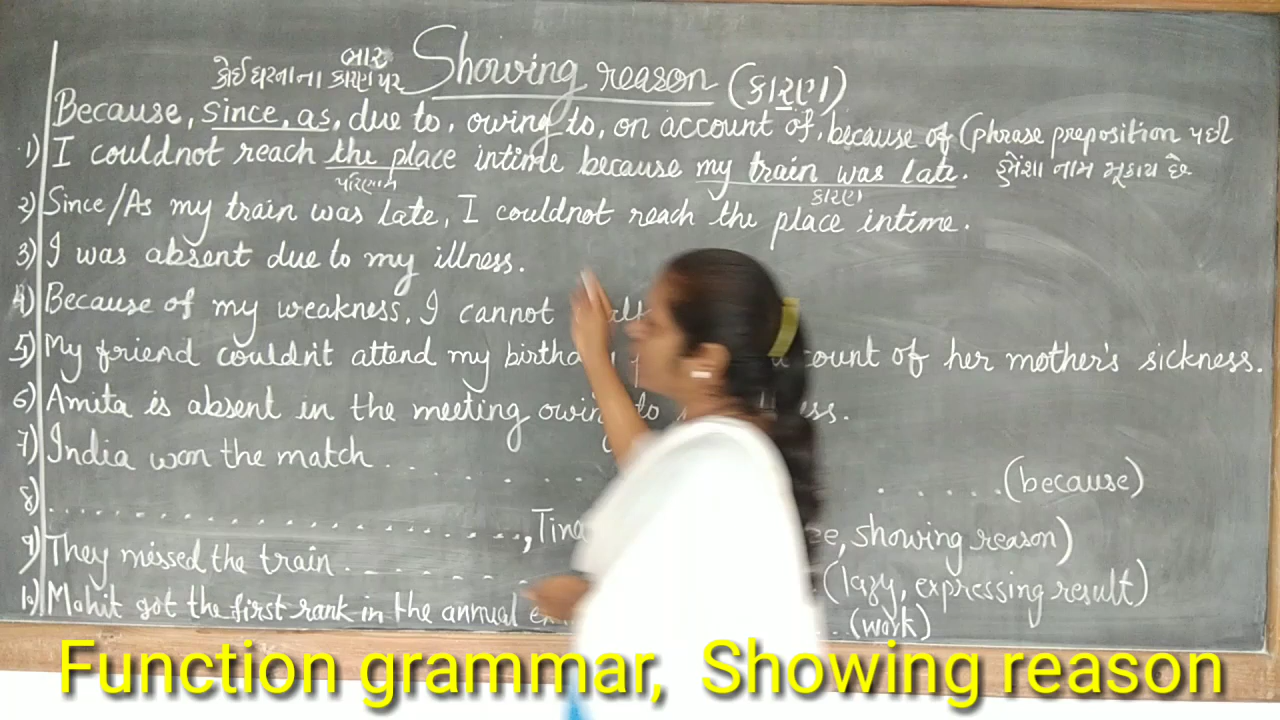 કોઈ ઘટનાના કારણ પર ભાર Showing reason (કારણ)
Because, since, as, due to, owing to, on account of, because of (phrase preposition પછી
1) I couldnot reach the place intime because my train was late. હંમેશા નામ મૂકાય છે
પરિણામ કારણ
2) Since/As my train was late, I couldnot reach the place intime.
3) I was absent due to my illness.
4) Because of my weakness, I cannot
5) My friend couldn't attend my count of her mother's sickness.
6) Amita is absent in the meeting owing to
7) India won the match . . . . . . . . . . . . (because)
8) . . . . . . . . . . . . . . . . . , showing reason)
9) They missed the train . . . . . . . . (lazy, expressing result)
10) Mohit got the first rank in the annual . . (work)
Function grammar, Showing reason